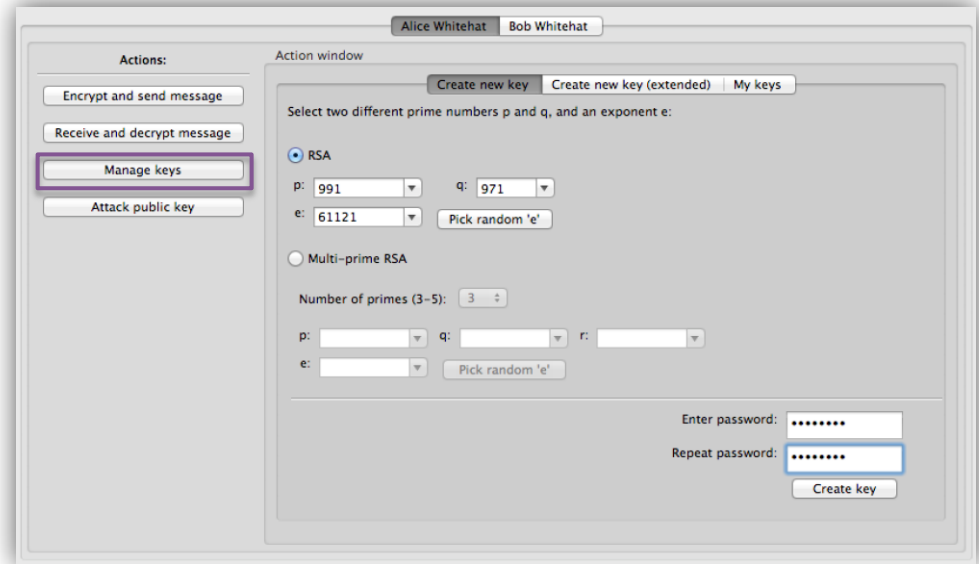 Alice Whitehat Bob Whitehat
Actions:
Encrypt and send message
Receive and decrypt message
Manage keys
Attack public key
Action window
Create new key Create new key (extended) My keys
Select two different prime numbers p and q, and an exponent e:
RSA
p: 991 q: 971
e: 61121 Pick random 'e'
Multi-prime RSA
Number of primes (3-5): 3
p: q: r:
e: Pick random 'e'
Enter password: ••••••••
Repeat password: ••••••••
Create key